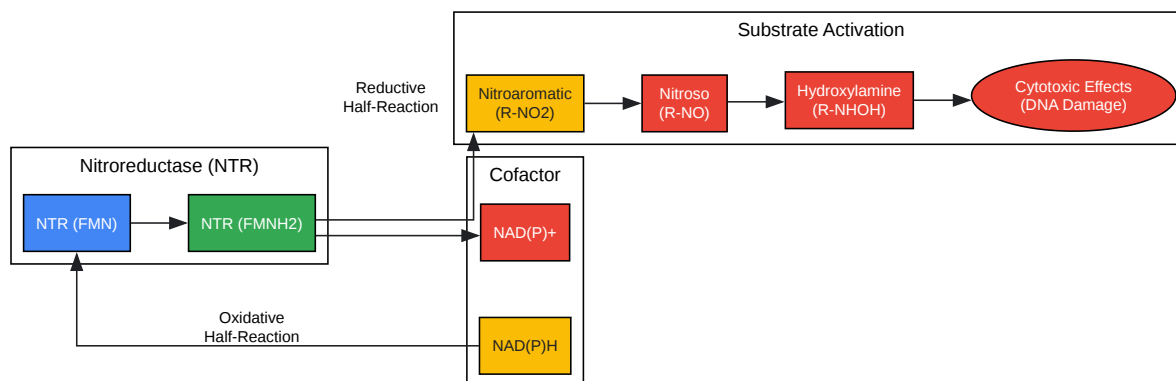 Substrate Activation
Reductive
Half-Reaction
Nitroaromatic
(R-NO2)
Nitroso
(R-NO)
Hydroxylamine
(R-NHOH)
Cytotoxic Effects
(DNA Damage)
Nitroreductase (NTR)
NTR (FMN)
NTR (FMNH2)
Cofactor
NAD(P)+
NAD(P)H
Oxidative
Half-Reaction